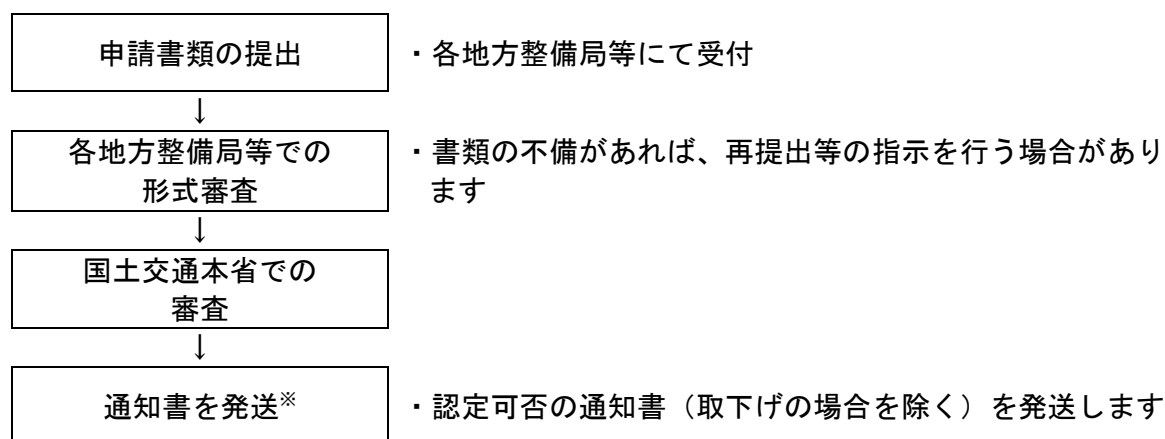 申請書類の提出
・各地方整備局等にて受付
↓
各地方整備局等での
形式審査
・書類の不備があれば、再提出等の指示を行う場合があり
ます
↓
国土交通本省での
審査
↓
通知書を発送※
・認定可否の通知書（取下げの場合を除く）を発送します